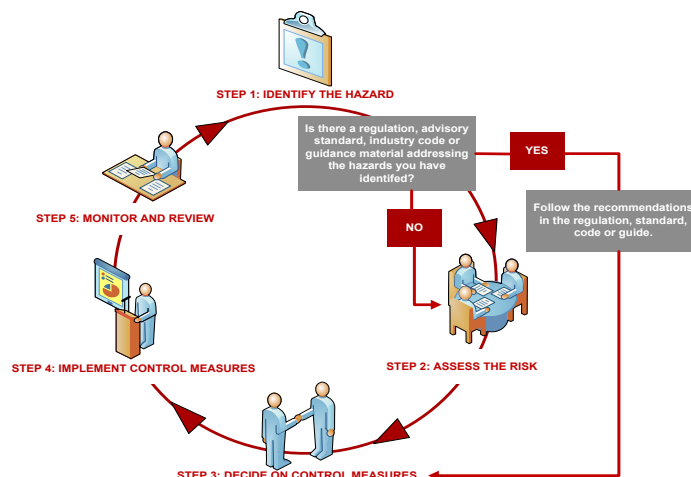 STEP 1: IDENTIFY THE HAZARD
Is there a regulation, advisory
standard, industry code or
guidance material addressing
the hazards you have
identifed?
YES
Follow the recommendations
in the regulation, standard,
code or guide.
NO
STEP 5: MONITOR AND REVIEW
STEP 2: ASSESS THE RISK
STEP 4: IMPLEMENT CONTROL MEASURES
STEP 3: DECIDE ON CONTROL MEASURES